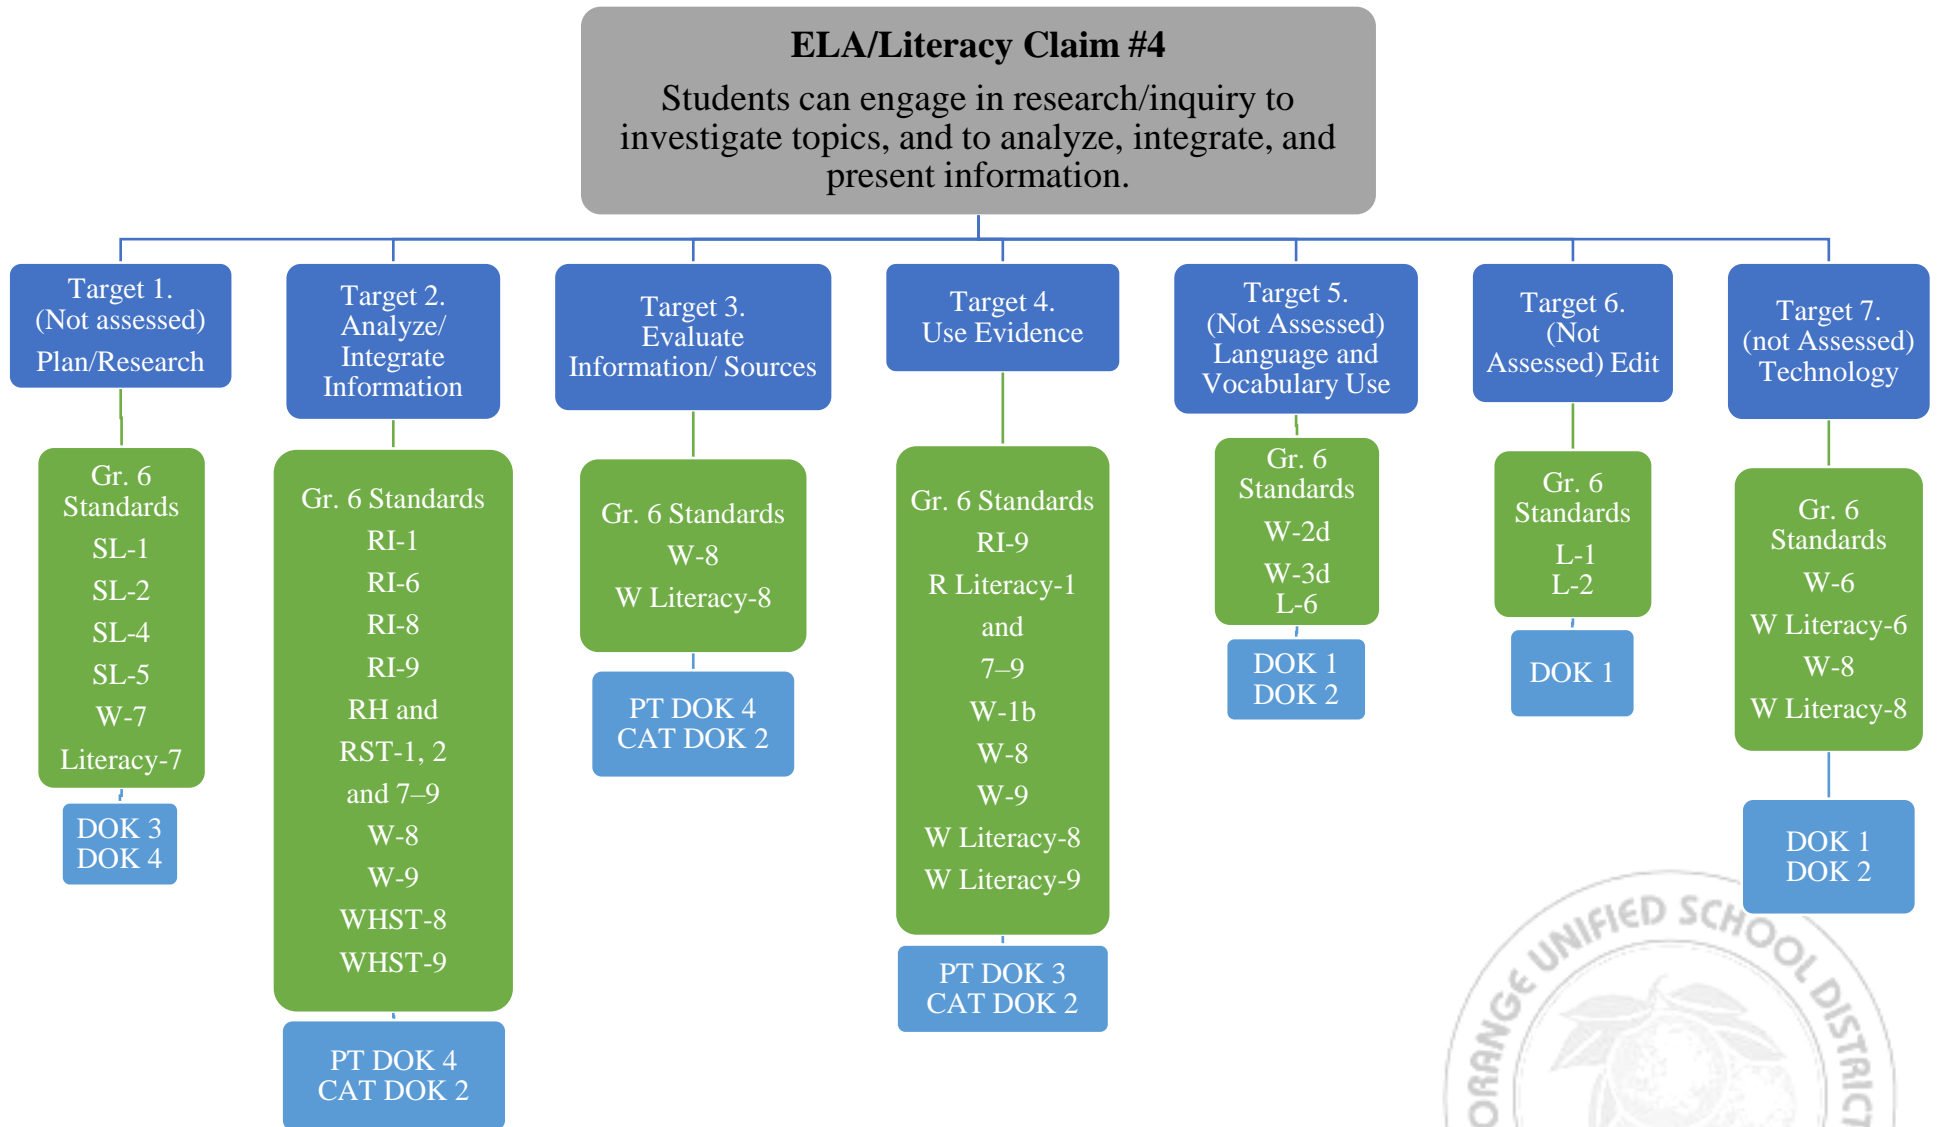 ELA/Literacy Claim #4
Students can engage in research/inquiry to
investigate topics, and to analyze, integrate, and
present information.
Target 1.
(Not assessed)
Plan/Research
Gr. 6
Standards
SL-1
SL-2
SL-4
SL-5
W-7
Literacy-7
DOK 3
DOK 4
Target 2.
Analyze/
Integrate
Information
Gr. 6 Standards
RI-1
RI-6
RI-8
RI-9
RH and
RST-1, 2
and 7–9
W-8
W-9
WHST-8
WHST-9
PT DOK 4
CAT DOK 2
Target 3.
Evaluate
Information/ Sources
Gr. 6 Standards
W-8
W Literacy-8
PT DOK 4
CAT DOK 2
Target 4.
Use Evidence
Gr. 6 Standards
RI-9
R Literacy-1
and
7–9
W-1b
W-8
W-9
W Literacy-8
W Literacy-9
PT DOK 3
CAT DOK 2
Target 5.
(Not Assessed)
Language and
Vocabulary Use
Gr. 6
Standards
W-2d
W-3d
L-6
DOK 1
DOK 2
Target 6.
(Not
Assessed) Edit
Gr. 6
Standards
L-1
L-2
DOK 1
Target 7.
(not Assessed)
Technology
Gr. 6
Standards
W-6
W Literacy-6
W-8
W Literacy-8
DOK 1
DOK 2
ORANGE UNIFIED SCHOOL DISTRICT